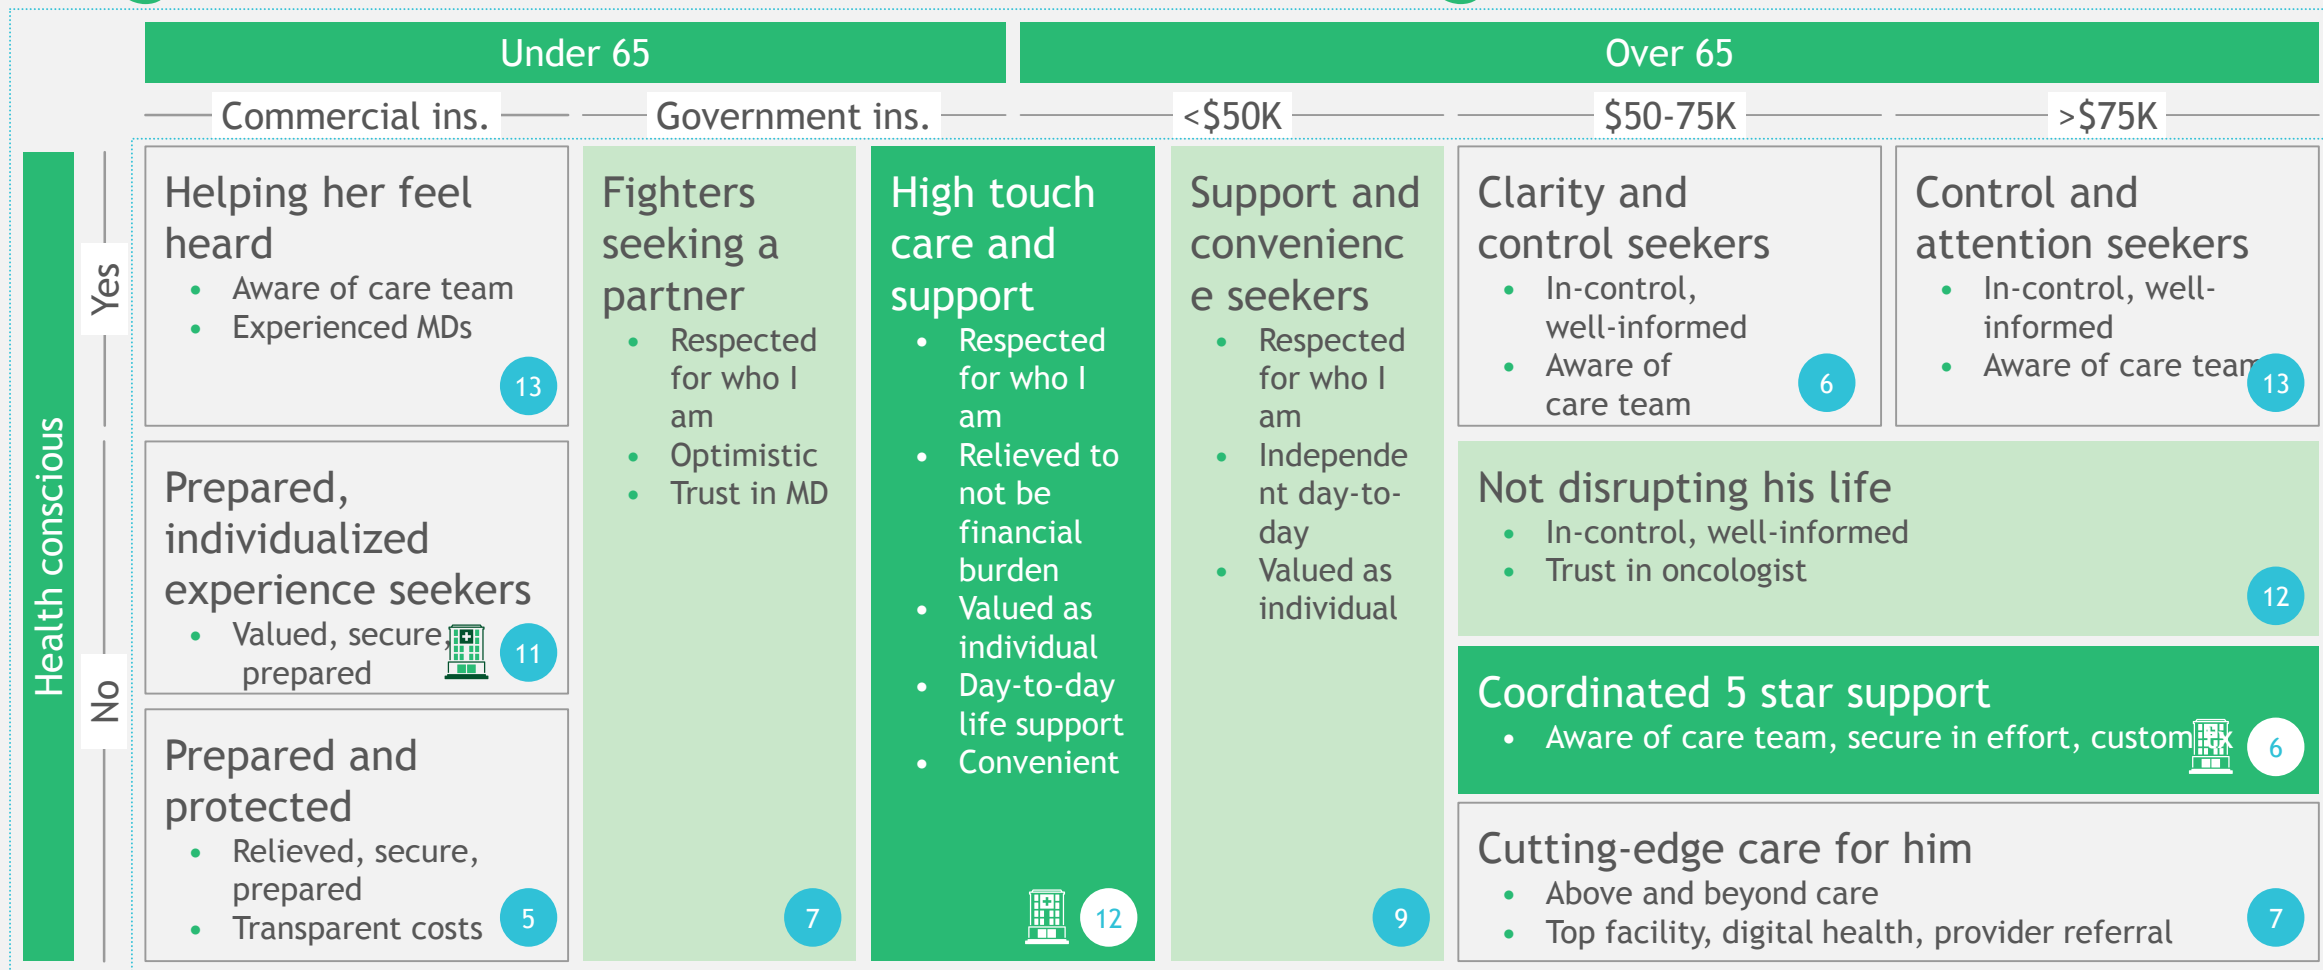 Under 65
Over 65
Commercial ins.
Government ins.
<$50K
$50-75K
>$75K
Health conscious
Yes
No
Helping her feel
heard
• Aware of care team
• Experienced MDs
13
Prepared,
individualized
experience seekers
• Valued, secure,
prepared
11
Prepared and
protected
• Relieved, secure,
prepared
• Transparent costs
5
Fighters
seeking a
partner
• Respected
for who I
am
• Optimistic
• Trust in MD
7
High touch
care and
support
• Respected
for who I
am
• Relieved to
not be
financial
burden
• Valued as
individual
• Day-to-day
life support
• Convenient
12
Support and
convenienc
e seekers
• Respected
for who I
am
• Independe
nt day-to-
day
• Valued as
individual
9
Clarity and
control seekers
• In-control,
well-informed
• Aware of
care team
6
Control and
attention seekers
• In-control, well-
informed
• Aware of care team
13
Not disrupting his life
• In-control, well-informed
• Trust in oncologist
12
Coordinated 5 star support
• Aware of care team, secure in effort, custom
6
Cutting-edge care for him
• Above and beyond care
• Top facility, digital health, provider referral
7